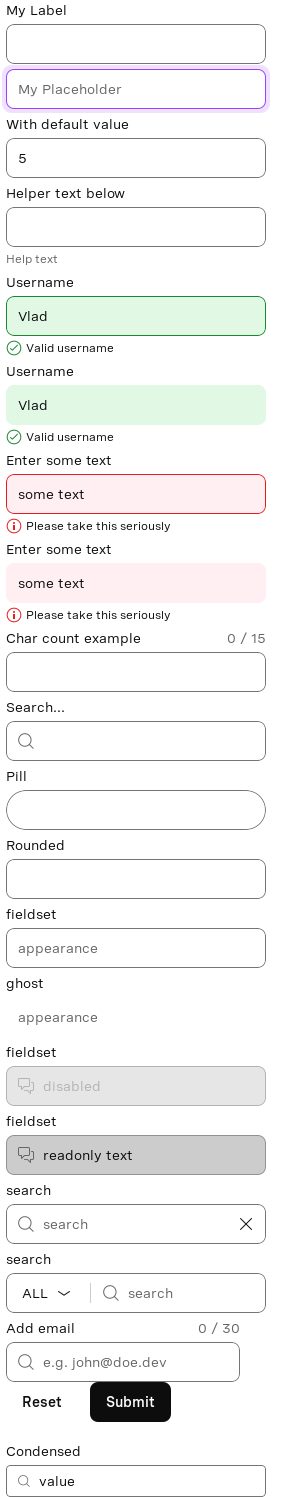 My Label
My Placeholder
With default value
5
Helper text below
Help text
Username
Vlad
Valid username
Username
Vlad
Valid username
Enter some text
some text
Please take this seriously
Enter some text
some text
Please take this seriously
Char count example 0 / 15
Search...
Pill
Rounded
fieldset
appearance
ghost
appearance
fieldset
disabled
fieldset
readonly text
search
search
search
ALL search
Add email 0 / 30
e.g. john@doe.dev
Reset Submit
Condensed
value